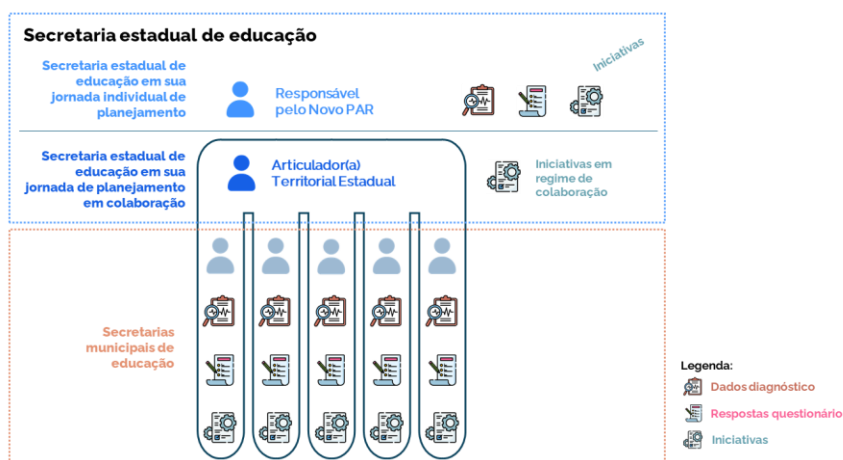 Secretaria estadual de educação
Secretaria estadual de
educação em sua
jornada individual de
planejamento
Responsável
pelo Novo PAR
Iniciativas
Secretaria estadual de
educação em sua
jornada de planejamento
em colaboração
Articulador(a)
Territorial Estadual
Iniciativas em
regime de
colaboração
Secretarias
municipais de
educação
Legenda:
Dados diagnóstico
Respostas questionário
Iniciativas